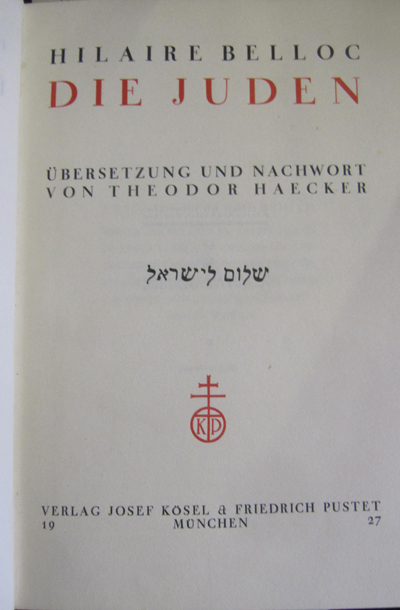 HILAIRE BELLOC
DIE JUDEN
ÜBERSETZUNG UND NACHWORT
VON THEODOR HAECKER
שלום לישראל
KP
VERLAG JOSEF KÖSEL & FRIEDRICH PUSTET
19 MÜNCHEN 27